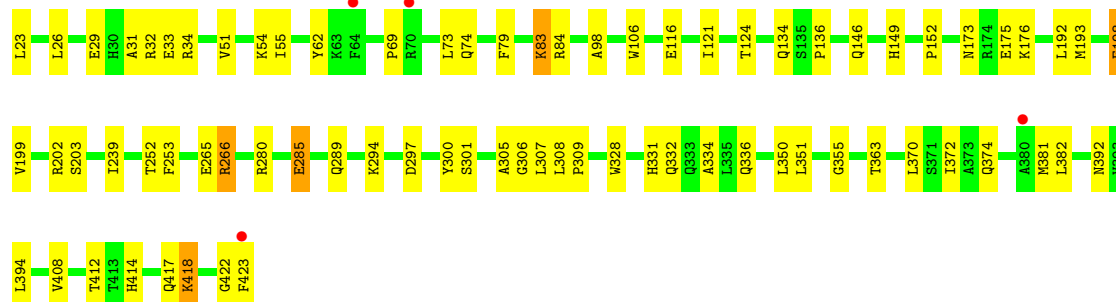 L23 L26 E29 H30 A31 R32 E33 R34 V51 K54 I55 Y62 K63 F64 P69 R70 L73 Q74 F79 K83 R84 A98 W106 E116 I121 T124 Q134 S135 P136 Q146 H149 P152 N173 R174 E175 K176 L192 M193
V199 R202 S203 I239 T252 F253 E265 R266 R280 E285 Q289 K294 D297 Y300 S301 A305 G306 L307 L308 P309 W328 H331 Q332 Q333 A334 L335 Q336 L350 L351 G355 T363 L370 S371 I372 A373 Q374 A380 M381 L382 N392
L394 V408 T412 T413 H414 Q417 K418 G422 F423